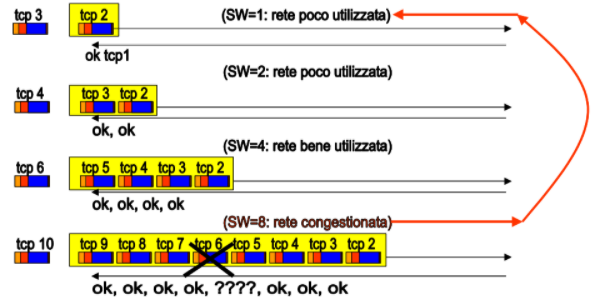 tcp 3 tcp 2 (SW=1: rete poco utilizzata)
ok tcp1
(SW=2: rete poco utilizzata)
tcp 4 tcp 3 tcp 2
ok, ok
(SW=4: rete bene utilizzata)
tcp 6 tcp 5 tcp 4 tcp 3 tcp 2
ok, ok, ok, ok
(SW=8: rete congestionata)
tcp 10 tcp 9 tcp 8 tcp 7 tcp 6 tcp 5 tcp 4 tcp 3 tcp 2
ok, ok, ok, ok, ????, ok, ok, ok